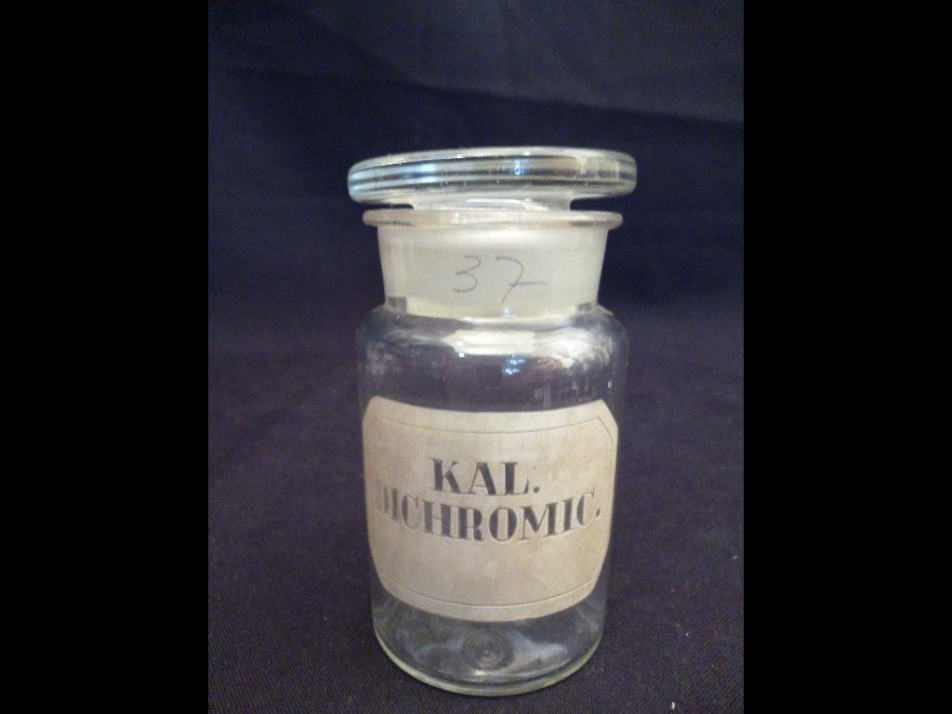 37
KAL.
DICHROMIC.